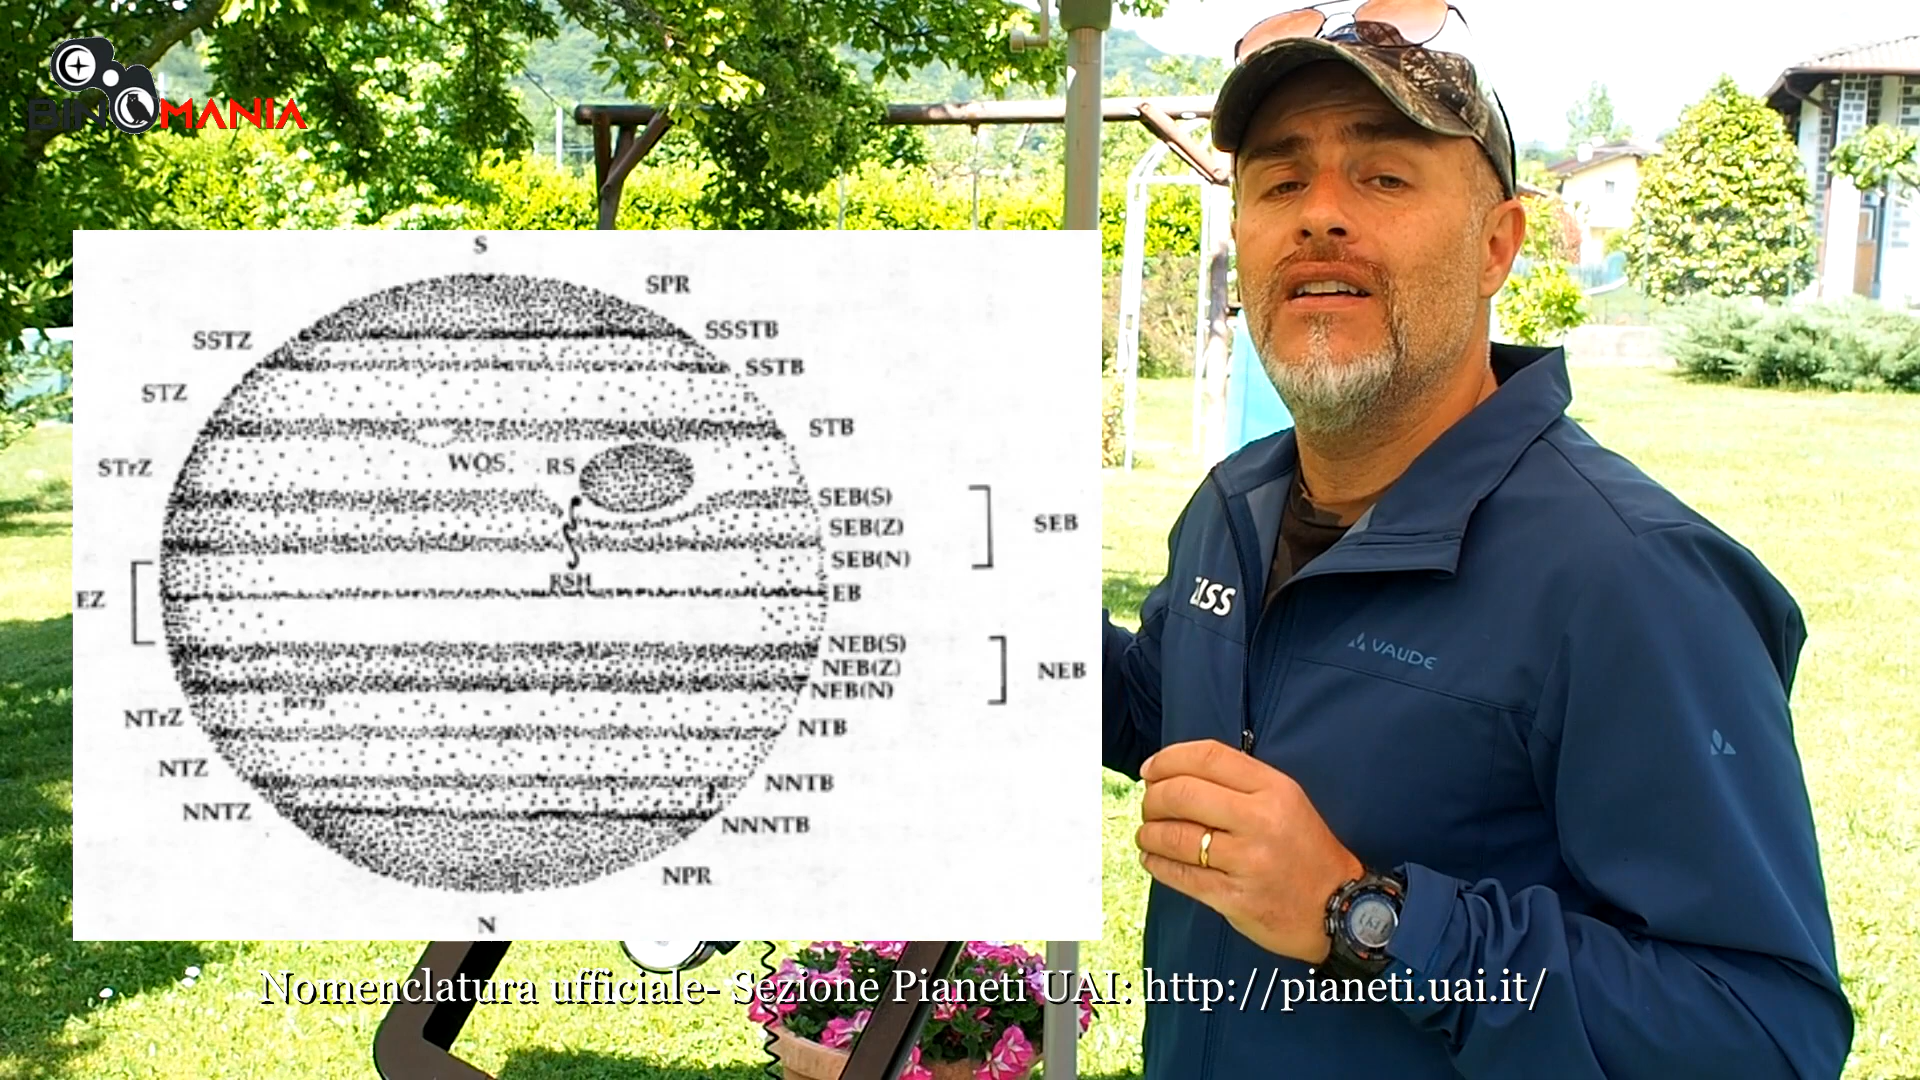 BINOMANIA
S
SPR
SSTZ
SSSTB
SSTB
STZ
STB
STrZ
WOS.
RS
SEB(S)
SEB(Z)
SEB
SEB(N)
RSH
EZ
EB
NEB(S)
NEB(Z)
NEB
NEB(N)
NTrZ
NTB
NTZ
NNTB
NNTZ
NNNTB
NPR
N
ZEISS
VAUDE
Nomenclatura ufficiale- Sezione Pianeti UAI: http://pianeti.uai.it/